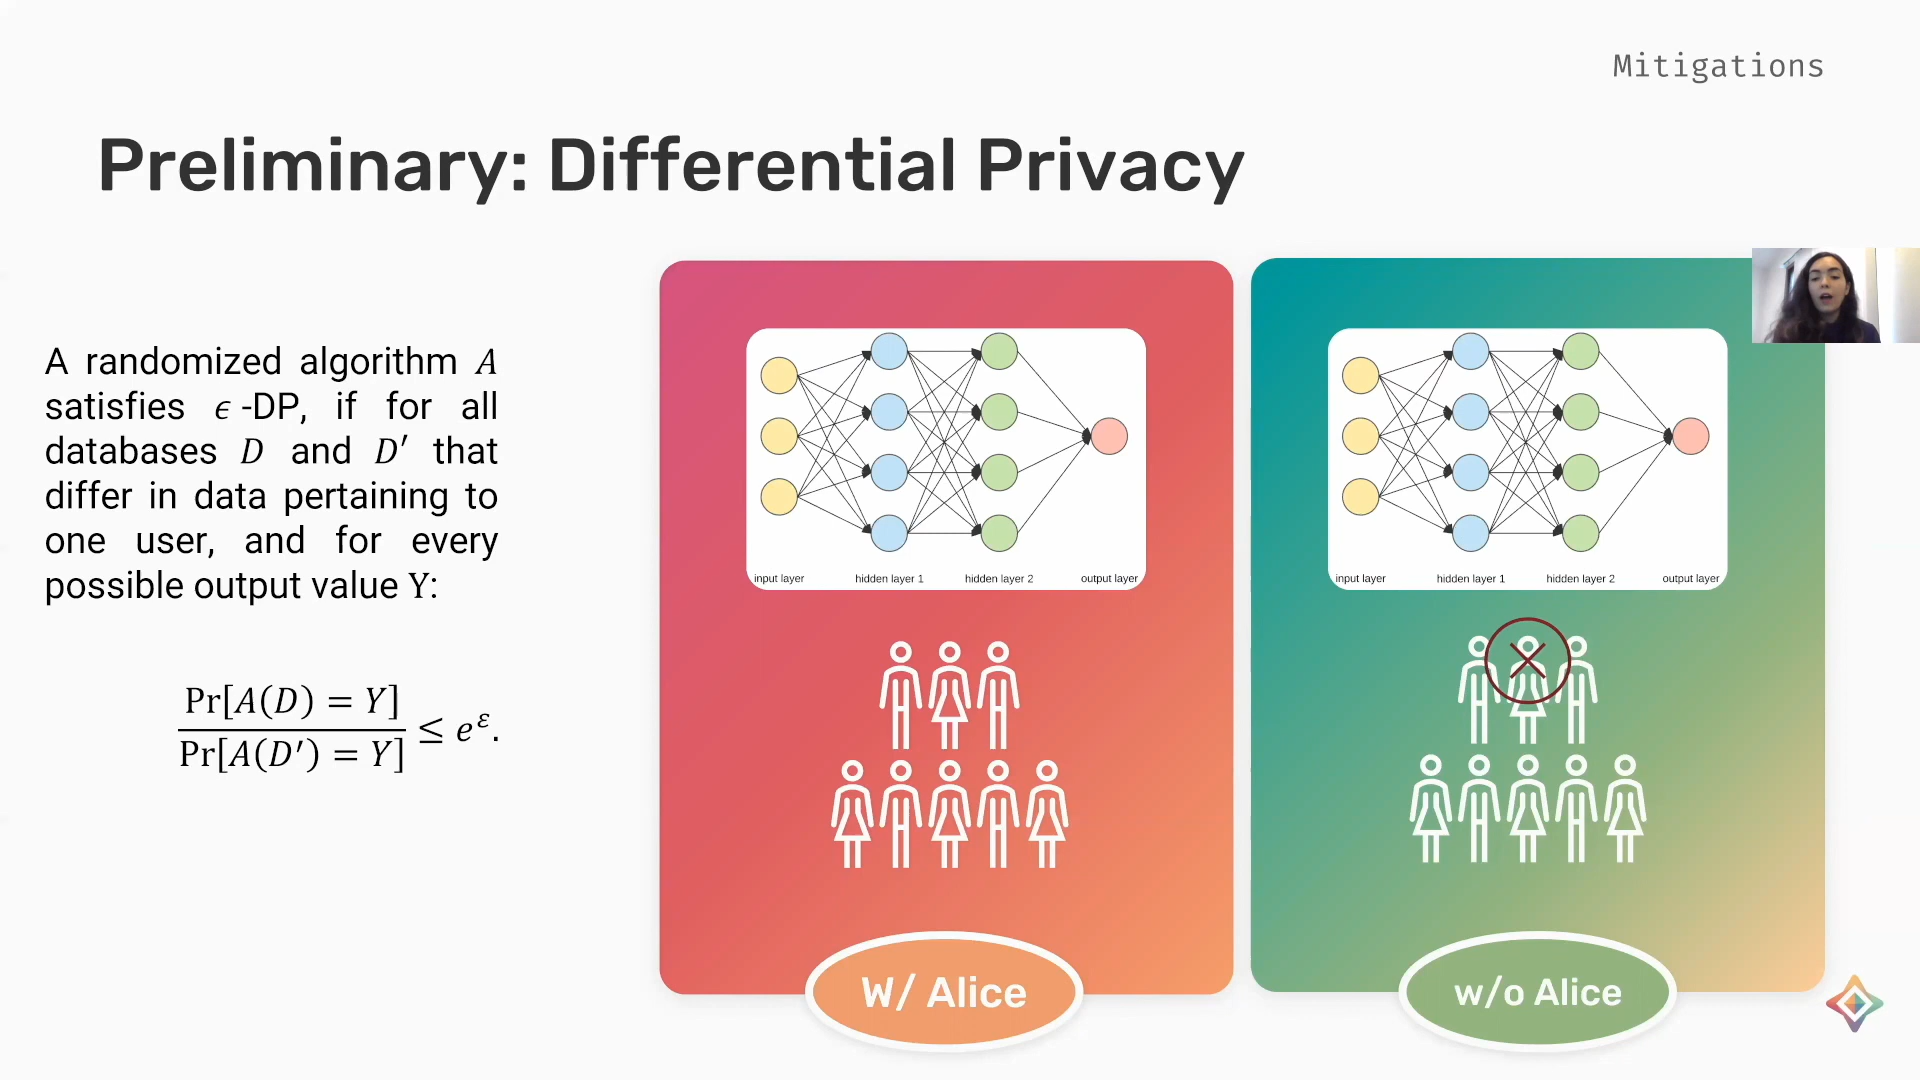 Mitigations
Preliminary: Differential Privacy
A randomized algorithm A
satisfies ϵ -DP, if for all
databases D and D′ that
differ in data pertaining to
one user, and for every
possible output value Y:
Pr[A(D) = Y]
Pr[A(D′) = Y]
≤ e^ε.
input layer hidden layer 1 hidden layer 2 output layer
W/ Alice
input layer hidden layer 1 hidden layer 2 output layer
w/o Alice